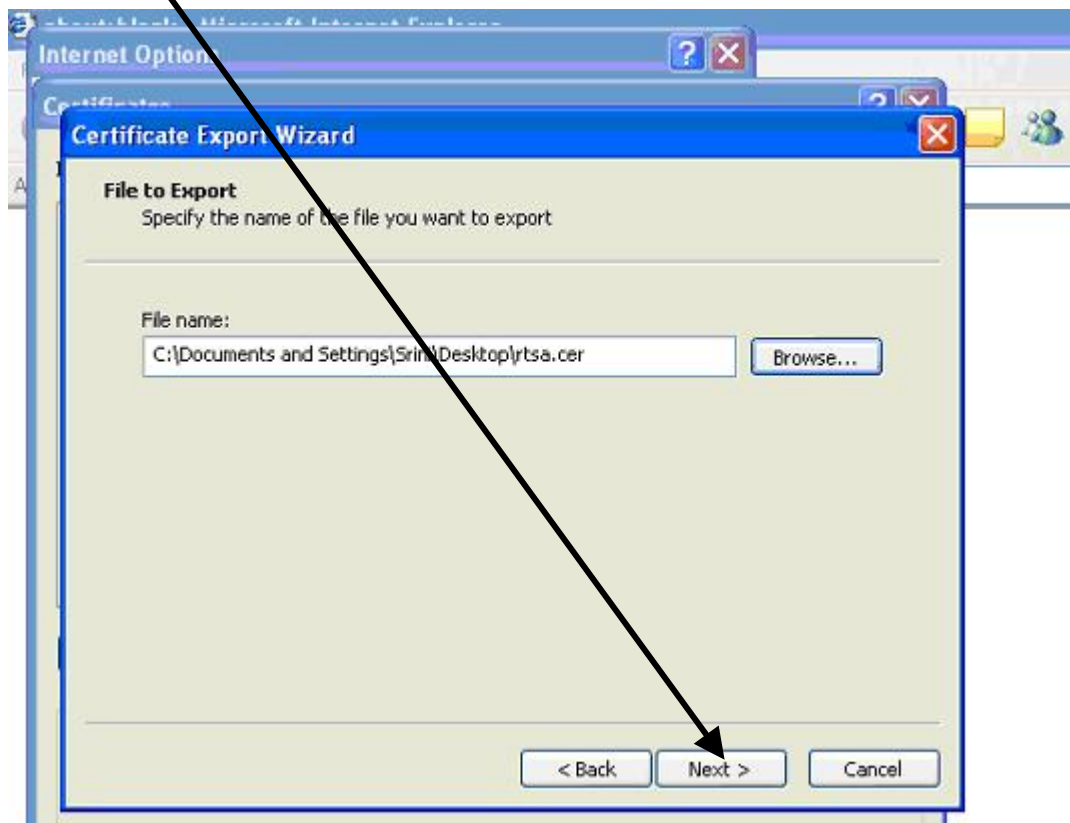 Internet Options
Certificates
Certificate Export Wizard
File to Export
Specify the name of the file you want to export
File name:
C:\Documents and Settings\Srini\Desktop\rtsa.cer
Browse...
< Back
Next >
Cancel